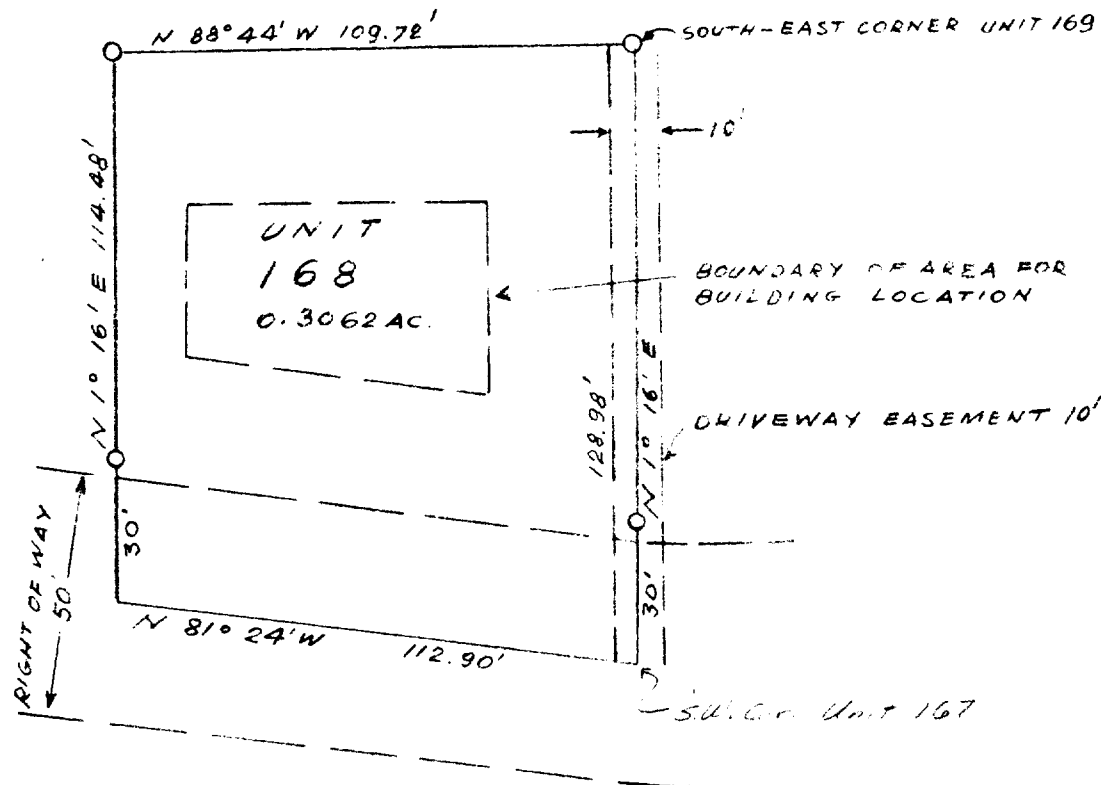 N 88° 44' W 109.72'
SOUTH-EAST CORNER UNIT 169
10'
N 1° 16' E 114.48'
UNIT
168
0.3062 AC.
BOUNDARY OF AREA FOR
BUILDING LOCATION
128.98'
N 1° 16' E
DRIVEWAY EASEMENT 10'
RIGHT OF WAY
50'
30'
30'
N 81° 24' W 112.90'
S.W. Cor. Unit 167